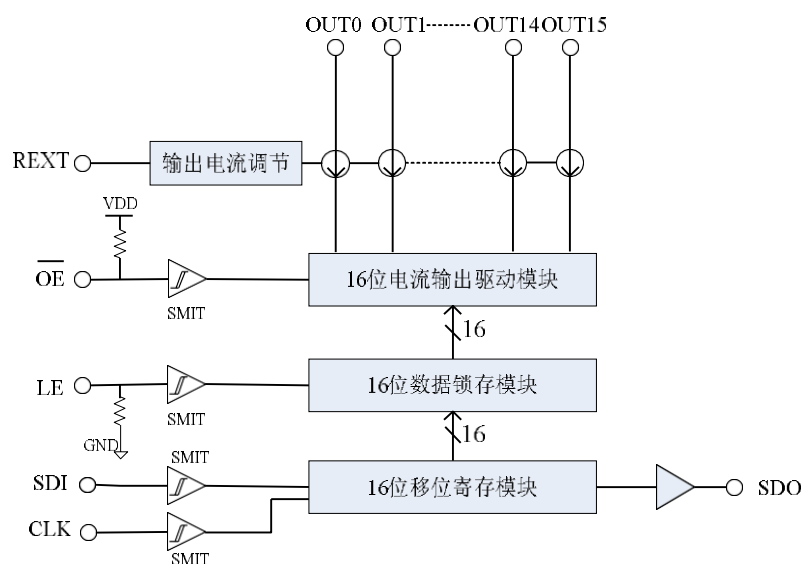 OUT0 OUT1 OUT14 OUT15
REXT
输出电流调节
VDD
OE
SMIT
16位电流输出驱动模块
16
LE
SMIT
16位数据锁存模块
GND
16
SDI
SMIT
16位移位寄存模块
SDO
CLK
SMIT